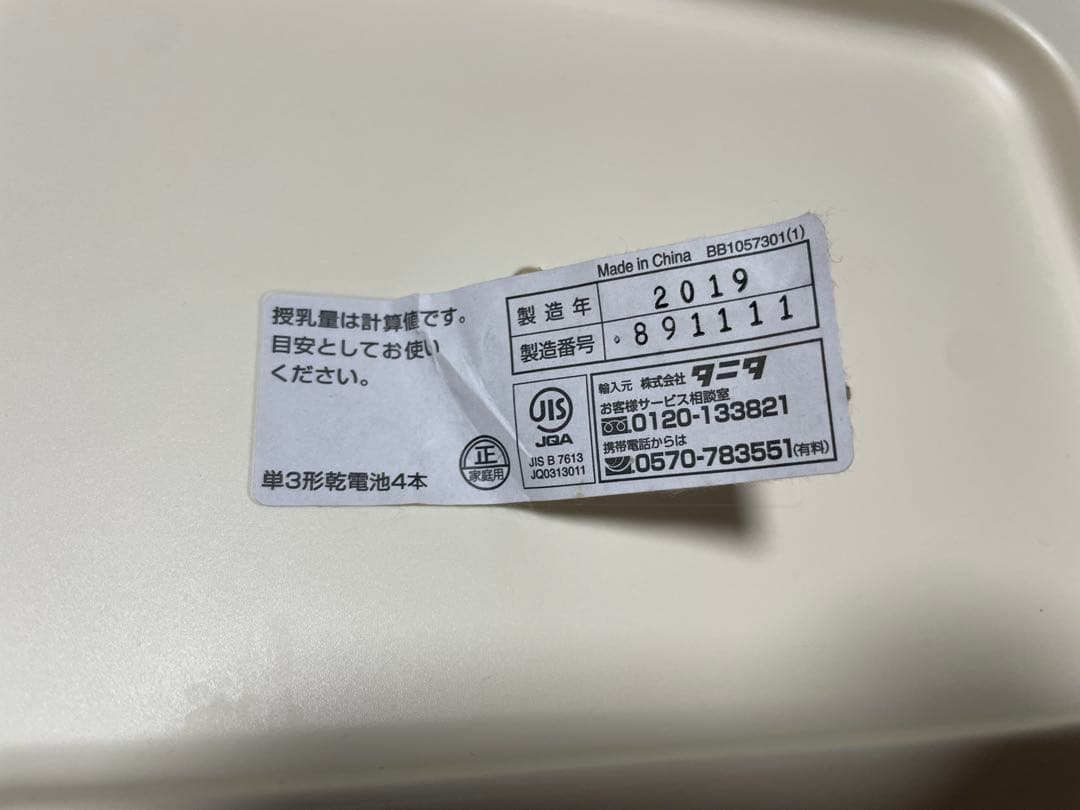 授乳量は計算値です。
目安としてお使い
ください。
単3形乾電池4本
正
家庭用
Made in China BB1057301(1)
製造年 2019
製造番号 891111
JIS
JQA
JIS B 7613
JQ0313011
輸入元 株式会社 タニタ
お客様サービス相談室
0120-133821
携帯電話からは
0570-783551(有料)